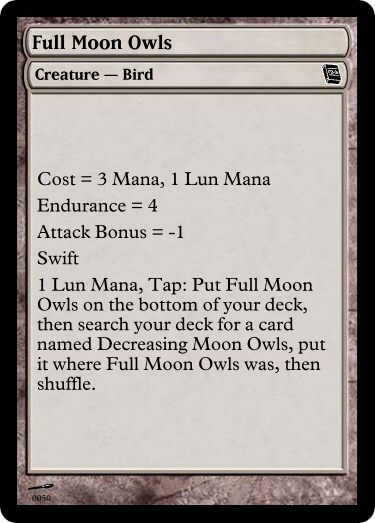 Full Moon Owls
Creature — Bird
Cost = 3 Mana, 1 Lun Mana
Endurance = 4
Attack Bonus = -1
Swift
1 Lun Mana, Tap: Put Full Moon
Owls on the bottom of your deck,
then search your deck for a card
named Decreasing Moon Owls, put
it where Full Moon Owls was, then
shuffle.
0050